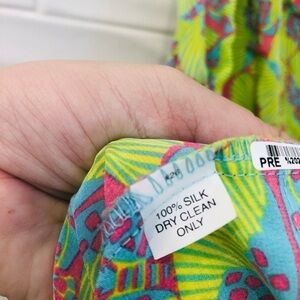 100% SILK
DRY CLEAN
ONLY
PRE